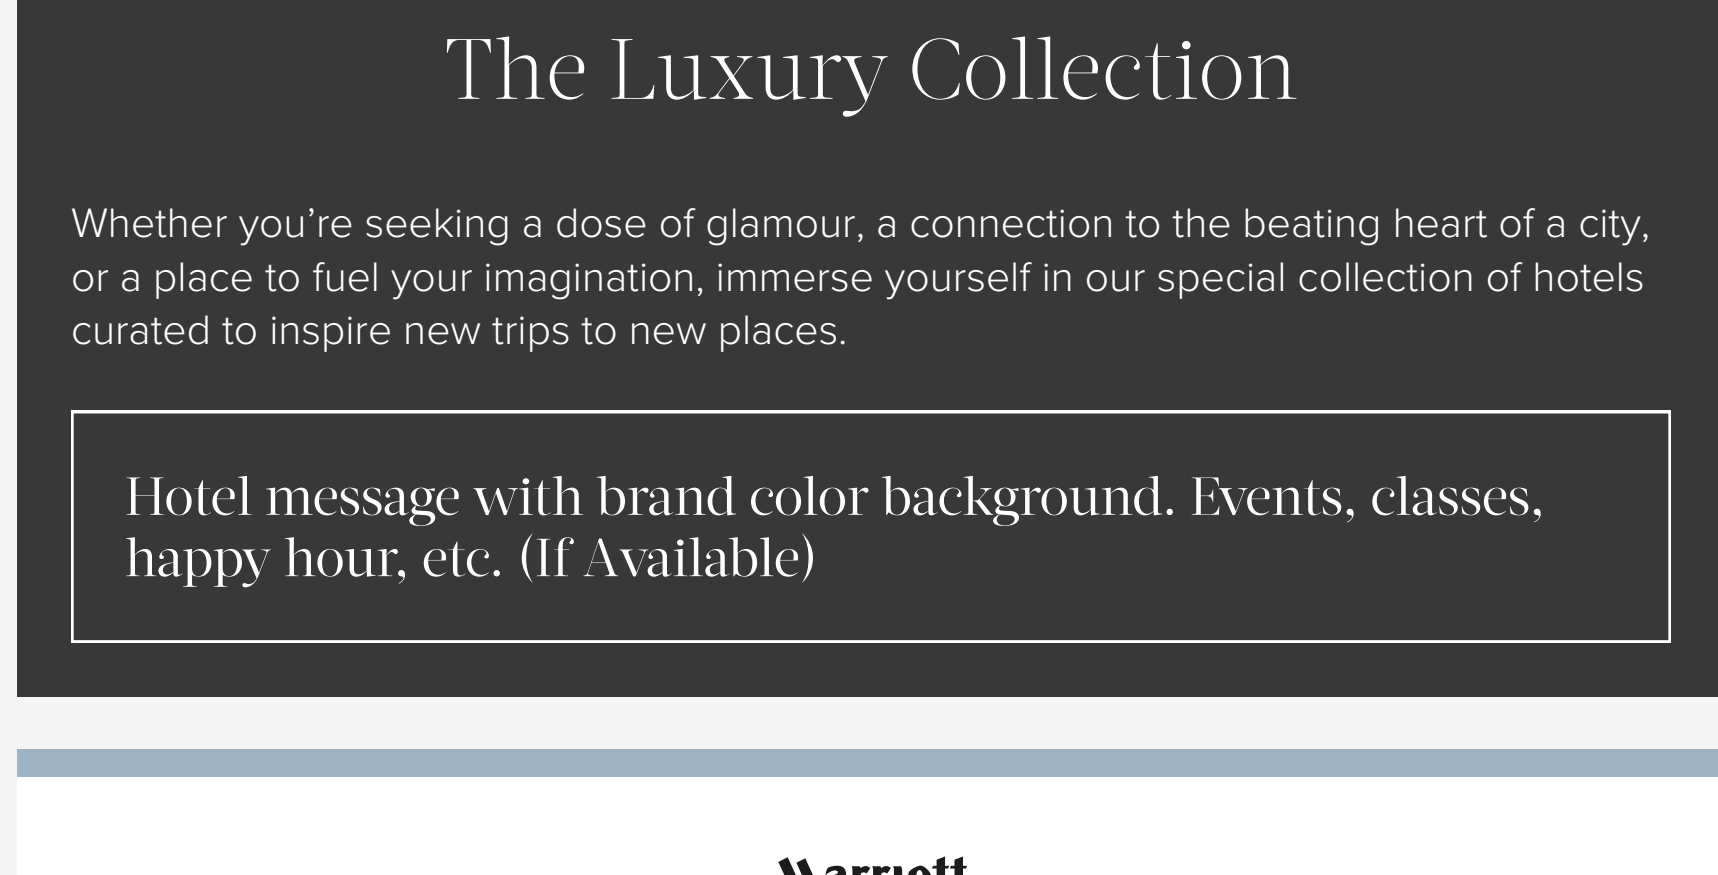 The Luxury Collection
Whether you’re seeking a dose of glamour, a connection to the beating heart of a city,
or a place to fuel your imagination, immerse yourself in our special collection of hotels
curated to inspire new trips to new places.
Hotel message with brand color background. Events, classes,
happy hour, etc. (If Available)
Marriott